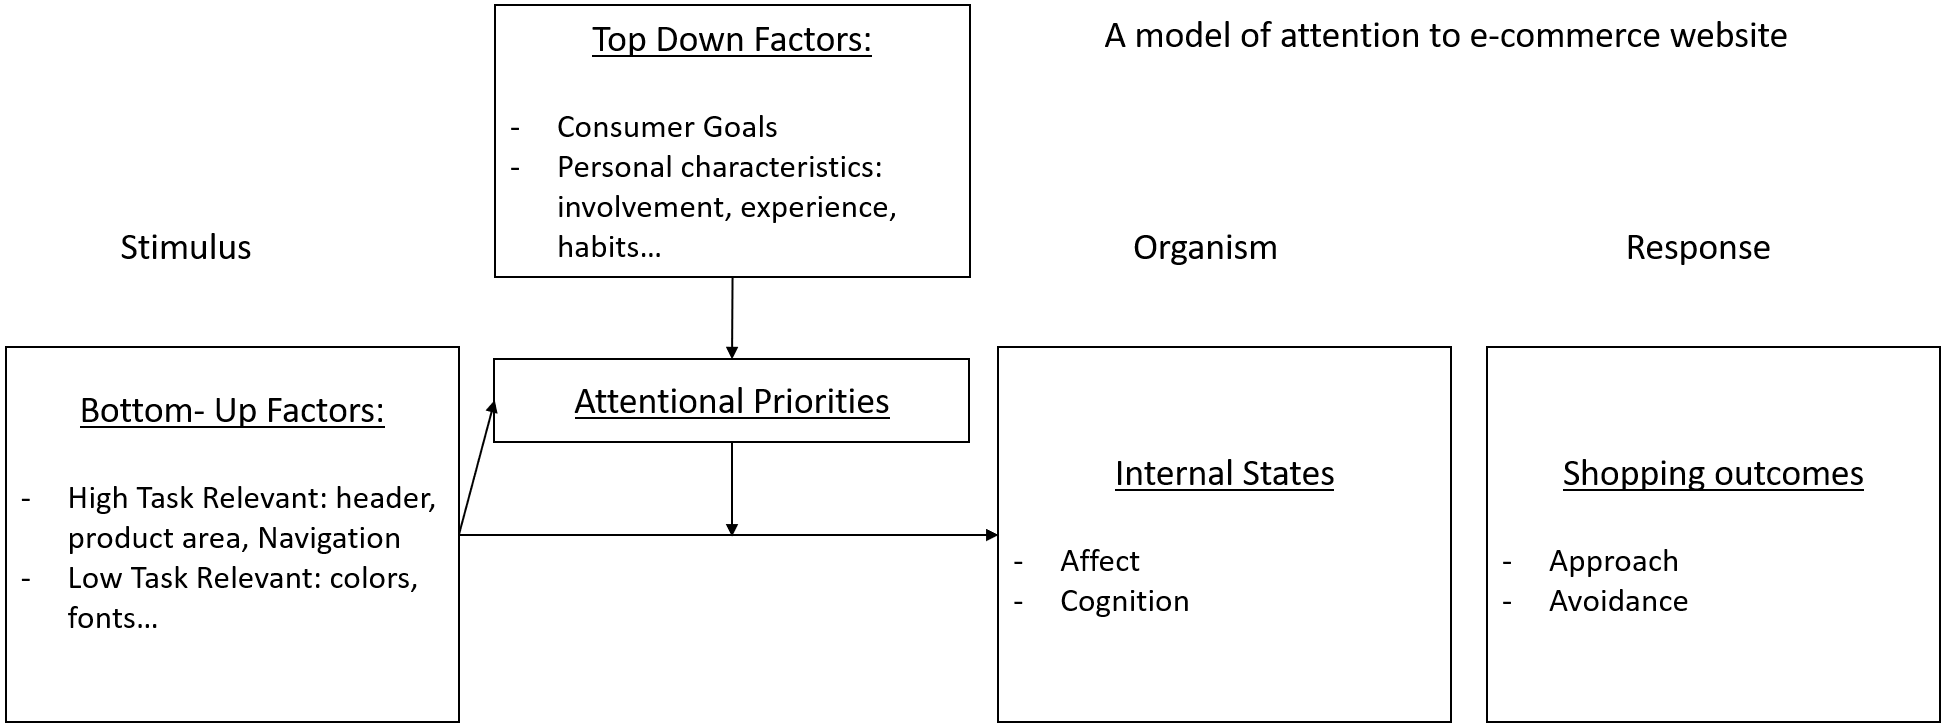 Top Down Factors:
- Consumer Goals
- Personal characteristics:
involvement, experience,
habits...
A model of attention to e-commerce website
Stimulus
Organism
Response
Bottom- Up Factors:
- High Task Relevant: header,
product area, Navigation
- Low Task Relevant: colors,
fonts...
Attentional Priorities
Internal States
- Affect
- Cognition
Shopping outcomes
- Approach
- Avoidance